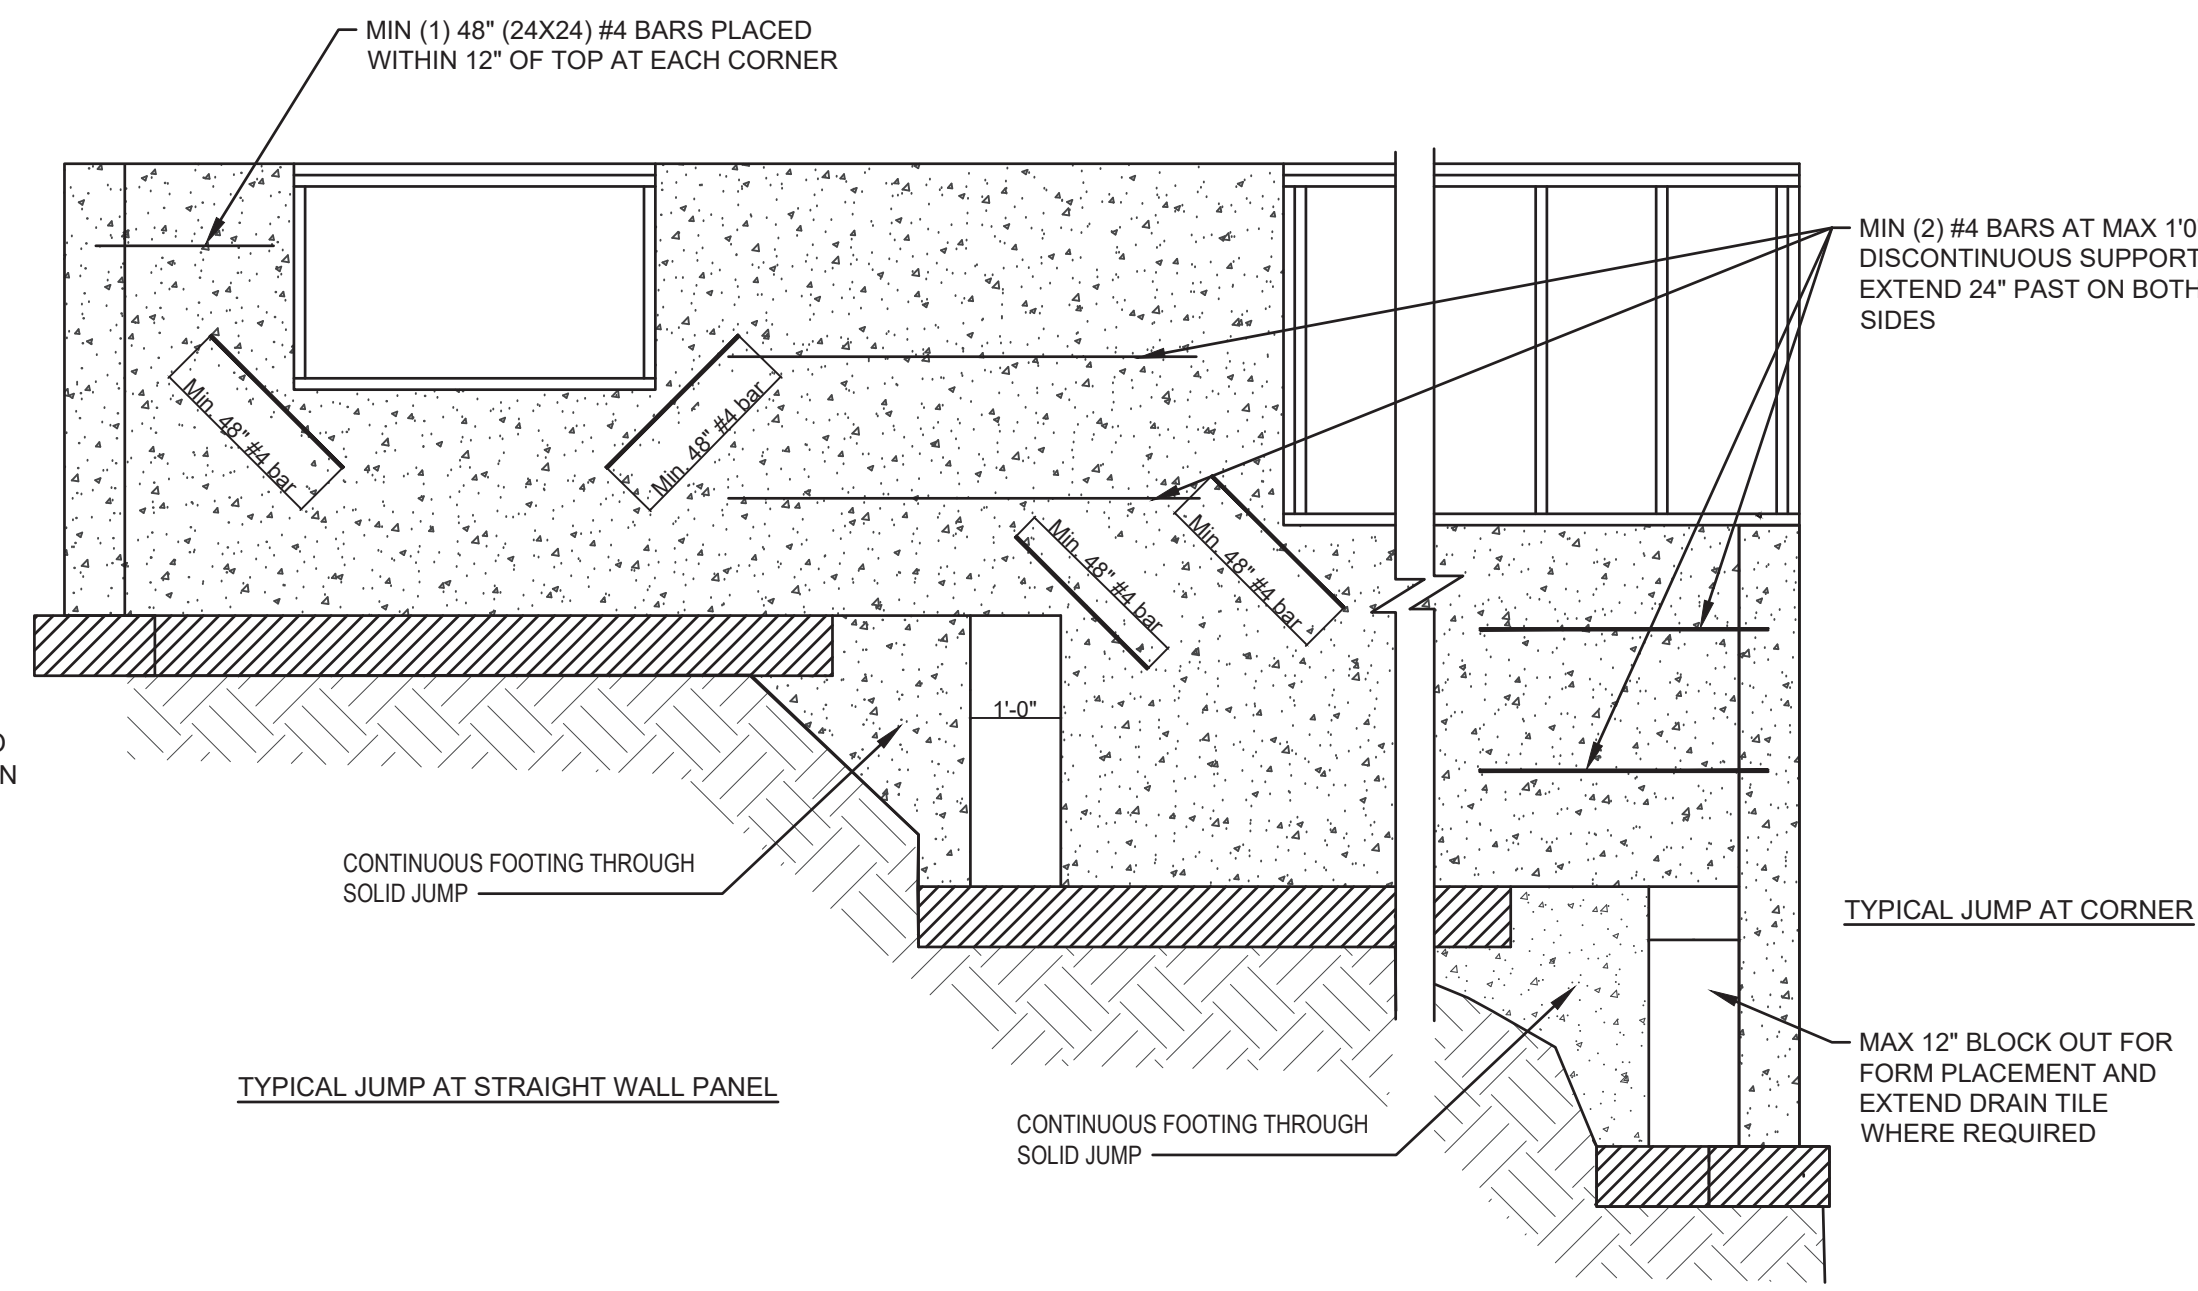 MIN (1) 48" (24X24) #4 BARS PLACED
WITHIN 12" OF TOP AT EACH CORNER
MIN (2) #4 BARS AT MAX 1'0
DISCONTINUOUS SUPPORT
EXTEND 24" PAST ON BOTH
SIDES
Min. 48" #4 bar
Min. 48" #4 bar
Min. 48" #4 bar
Min. 48" #4 bar
1'-0"
CONTINUOUS FOOTING THROUGH
SOLID JUMP
TYPICAL JUMP AT CORNER
MAX 12" BLOCK OUT FOR
FORM PLACEMENT AND
EXTEND DRAIN TILE
WHERE REQUIRED
TYPICAL JUMP AT STRAIGHT WALL PANEL
CONTINUOUS FOOTING THROUGH
SOLID JUMP